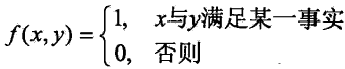 f(x,y)={1, x与y满足某一事实
0, 否则